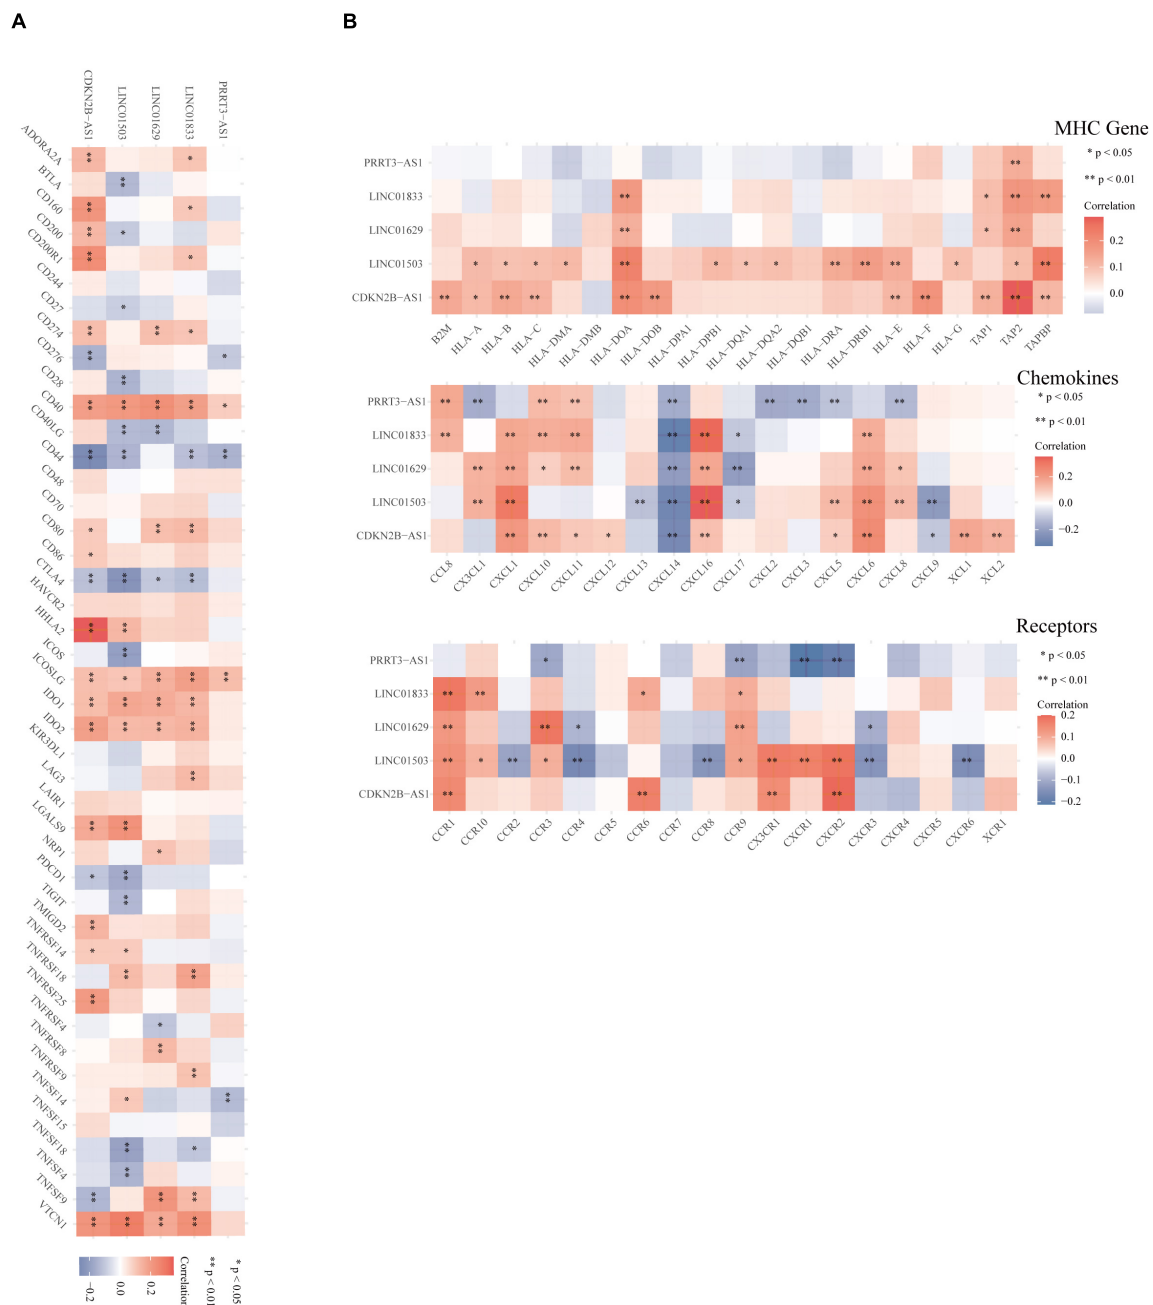 A
B
CDKN2B−AS1
LINC01503
LINC01629
LINC01833
PRRT3−AS1
ADORA2A
BTLA
CD160
CD200
CD200R1
CD244
CD27
CD274
CD276
CD28
CD40
CD40LG
CD44
CD48
CD70
CD80
CD86
CTLA4
HAVCR2
HHLA2
ICOS
ICOSLG
IDO1
IDO2
KIR3DL1
LAG3
LAIR1
LGALS9
NRP1
PDCD1
TIGIT
TMIGD2
TNFRSF14
TNFRSF18
TNFRSF25
TNFRSF4
TNFRSF8
TNFRSF9
TNFSF14
TNFSF15
TNFSF18
TNFSF4
TNFSF9
VTCN1
* p < 0.05
** p < 0.01
Correlation
−0.2 0.0 0.2
MHC Gene
* p < 0.05
** p < 0.01
Correlation
0.2
0.1
0.0
PRRT3−AS1
LINC01833
LINC01629
LINC01503
CDKN2B−AS1
B2M HLA−A HLA−B HLA−C HLA−DMA HLA−DMB HLA−DOA HLA−DOB HLA−DPA1 HLA−DPB1 HLA−DQA1 HLA−DQA2 HLA−DQB1 HLA−DRA HLA−DRB1 HLA−E HLA−F HLA−G TAP1 TAP2 TAPBP
Chemokines
* p < 0.05
** p < 0.01
Correlation
0.2
0.0
−0.2
PRRT3−AS1
LINC01833
LINC01629
LINC01503
CDKN2B−AS1
CCL8 CX3CL1 CXCL1 CXCL10 CXCL11 CXCL12 CXCL13 CXCL14 CXCL16 CXCL17 CXCL2 CXCL3 CXCL5 CXCL6 CXCL8 CXCL9 XCL1 XCL2
Receptors
* p < 0.05
** p < 0.01
Correlation
0.2
0.1
0.0
−0.1
−0.2
PRRT3−AS1
LINC01833
LINC01629
LINC01503
CDKN2B−AS1
CCR1 CCR10 CCR2 CCR3 CCR4 CCR5 CCR6 CCR7 CCR8 CCR9 CX3CR1 CXCR1 CXCR2 CXCR3 CXCR4 CXCR5 CXCR6 XCR1